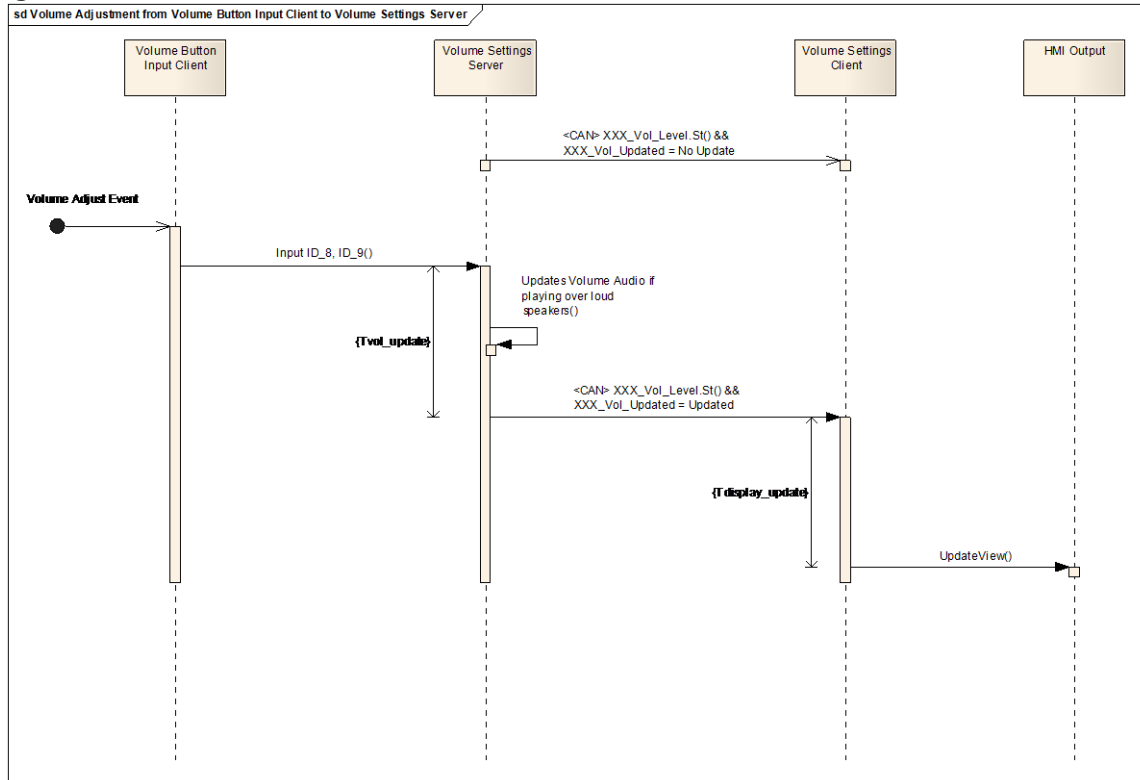 sd Volume Adjustment from Volume Button Input Client to Volume Settings Server
Volume Button
Input Client
Volume Settings
Server
Volume Settings
Client
HMI Output
<CAN> XXX_Vol_Level.St() &&
XXX_Vol_Updated = No Update
Volume Adjust Event
Input ID_8, ID_9()
Updates Volume Audio if
playing over loud
speakers()
{Tvol_update}
<CAN> XXX_Vol_Level.St() &&
XXX_Vol_Updated = Updated
{Tdisplay_update}
UpdateView()